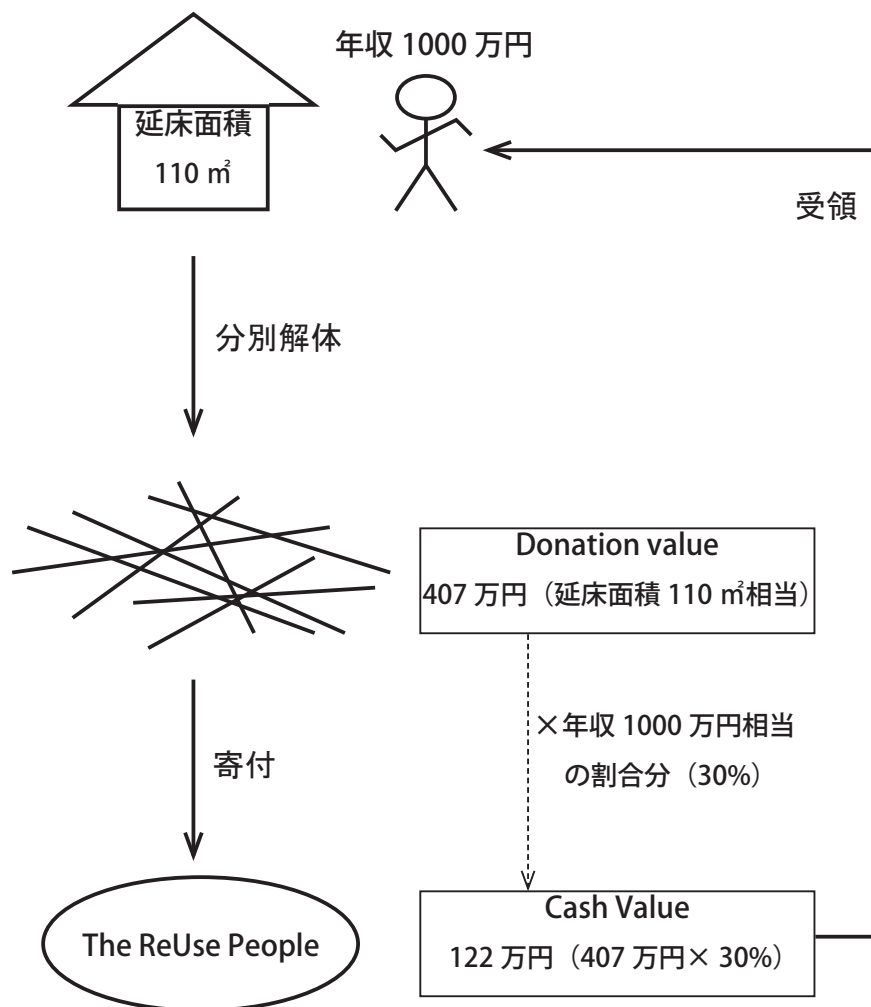 年収 1000 万円
延床面積
110 ㎡
受領
分別解体
Donation value
407 万円（延床面積 110 ㎡相当）
×年収 1000 万円相当
の割合分（30%）
寄付
Cash Value
The ReUse People
122 万円（407 万円× 30%）